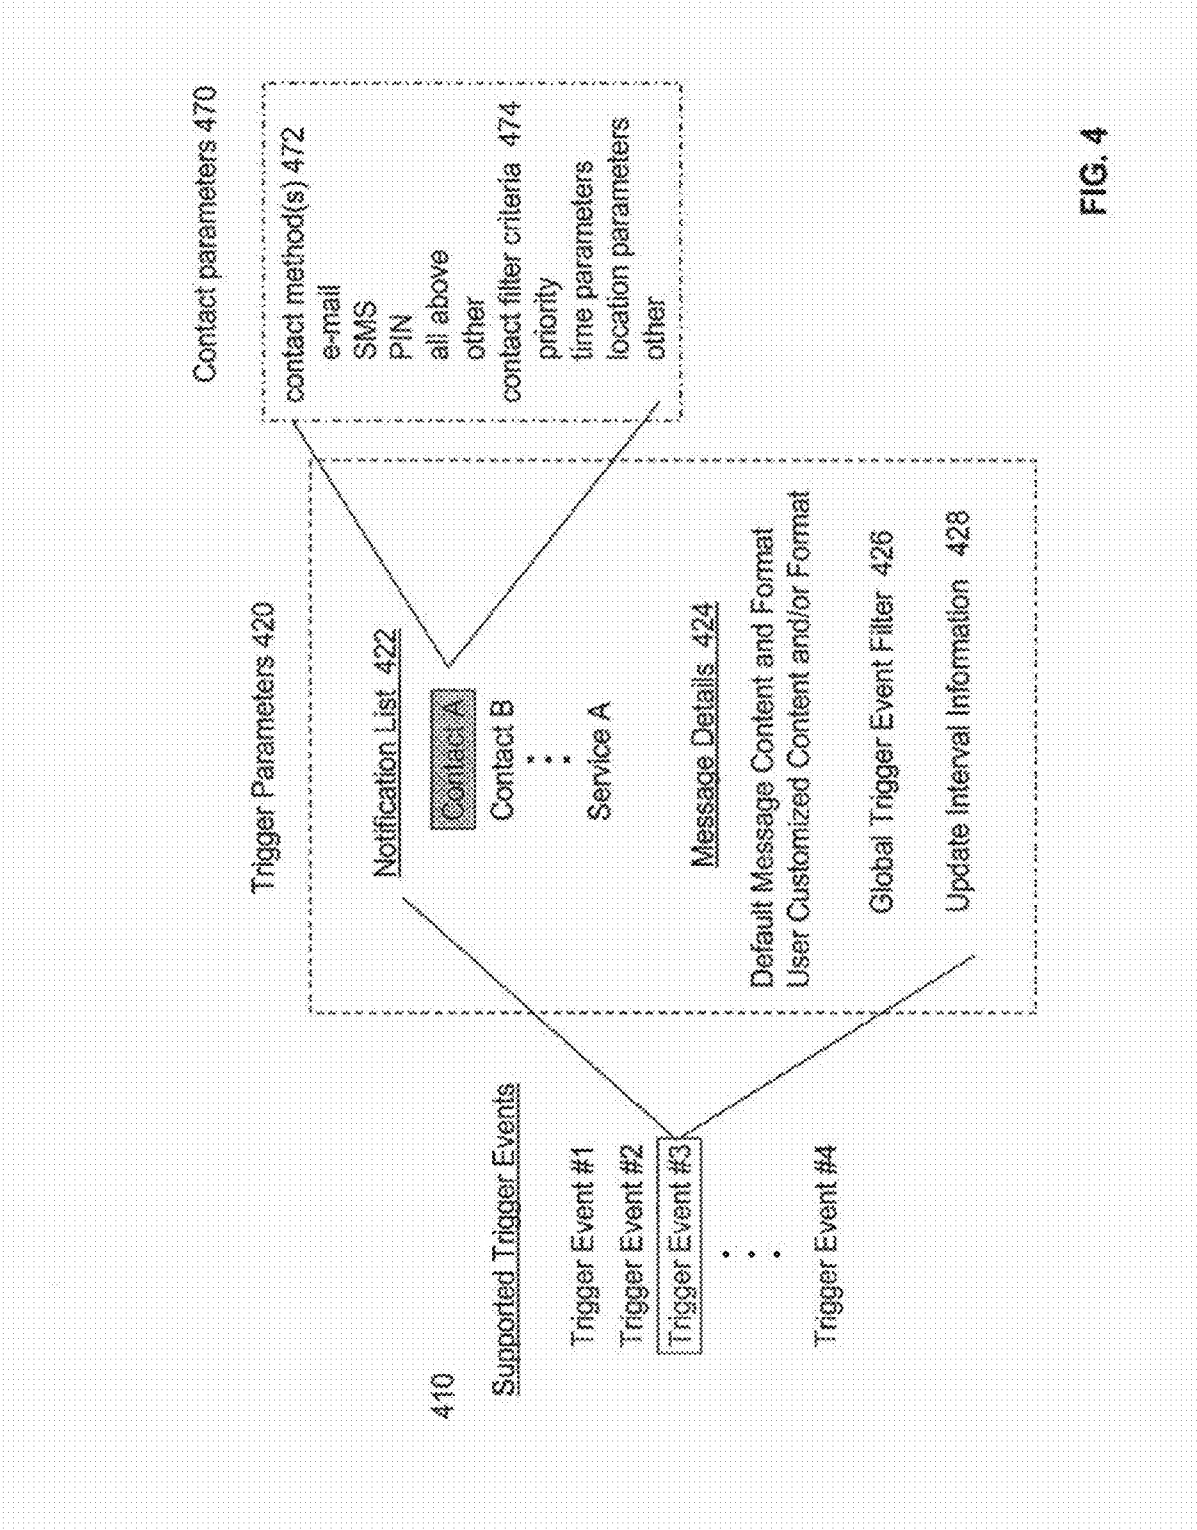 410
Supported Trigger Events
Trigger Event #1
Trigger Event #2
Trigger Event #3
Trigger Event #4
Trigger Parameters 420
Notification List 422
Contact A
Contact B
Service A
Message Details 424
Default Message Content and Format
User Customized Content and/or Format
Global Trigger Event Filter 426
Update Interval Information 428
Contact parameters 470
contact method(s) 472
e-mail
SMS
PIN
all above
other
contact filter criteria 474
priority
time parameters
location parameters
other
FIG. 4